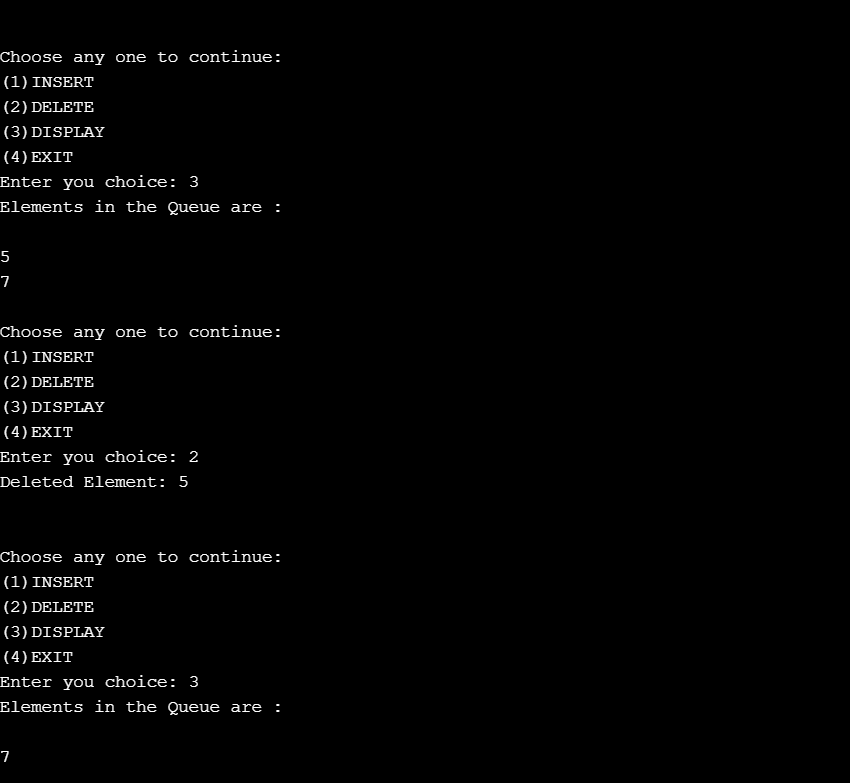 Choose any one to continue:
(1)INSERT
(2)DELETE
(3)DISPLAY
(4)EXIT
Enter you choice: 3
Elements in the Queue are :
5
7
Choose any one to continue:
(1)INSERT
(2)DELETE
(3)DISPLAY
(4)EXIT
Enter you choice: 2
Deleted Element: 5
Choose any one to continue:
(1)INSERT
(2)DELETE
(3)DISPLAY
(4)EXIT
Enter you choice: 3
Elements in the Queue are :
7